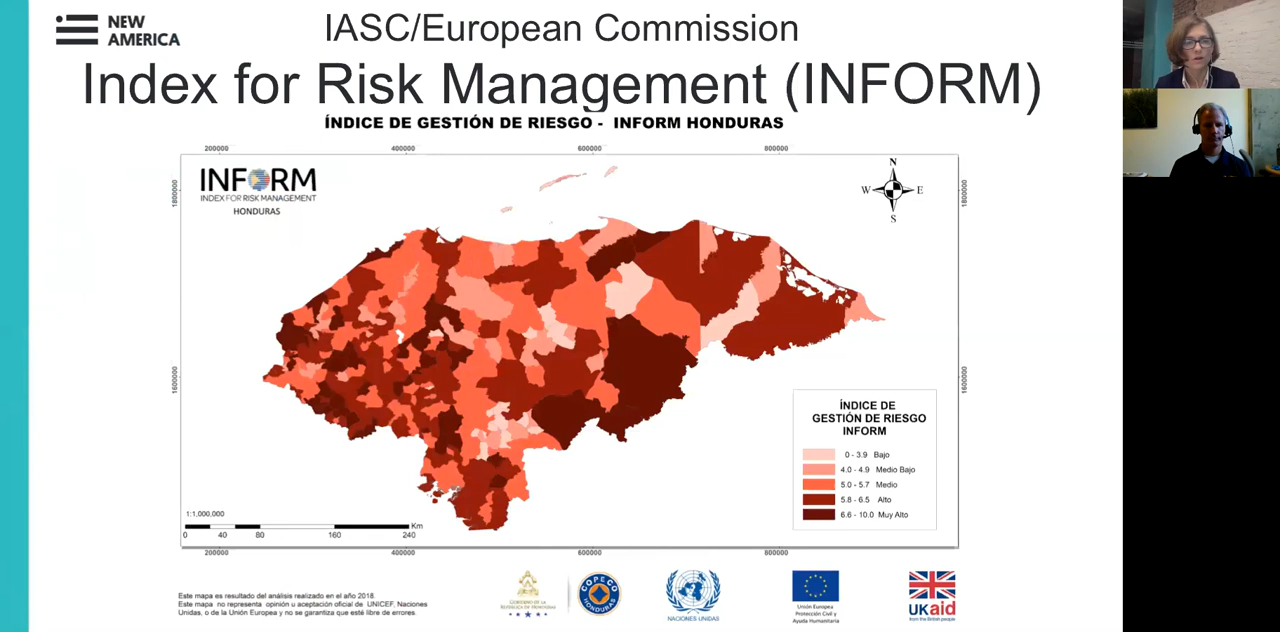 NEW
AMERICA
IASC/European Commission
Index for Risk Management (INFORM)
ÍNDICE DE GESTIÓN DE RIESGO - INFORM HONDURAS
200000 400000 600000 800000
INFORM
INDEX FOR RISK MANAGEMENT
HONDURAS
N
W E
S
1800000 1800000
1600000 1600000
ÍNDICE DE
GESTIÓN DE RIESGO
INFORM
0 - 3.9 Bajo
4.0 - 4.9 Medio Bajo
5.0 - 5.7 Medio
5.8 - 6.5 Alto
6.6 - 10.0 Muy Alto
1:1,000,000
Km
0 40 80 160 240
200000 400000 600000 800000
Este mapa es resultado del análisis realizado en el año 2018.
Este mapa no representa opinión u aceptación oficial de UNICEF, Naciones
Unidas, o de la Unión Europea y no se garantiza que esté libre de errores.
GOBIERNO DE LA
REPÚBLICA DE HONDURAS
COPECO
HONDURAS
NACIONES UNIDAS
Unión Europea
Protección Civil y
Ayuda Humanitaria
UKaid
from the British people